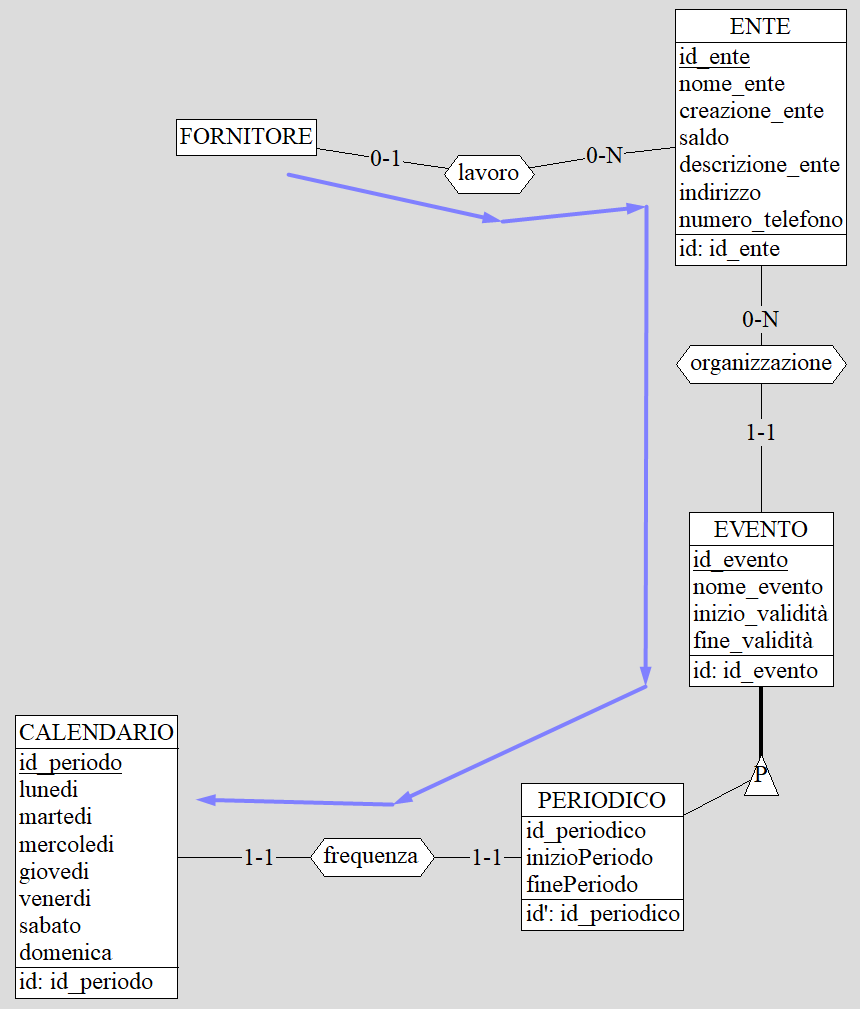 ENTE
id_ente
nome_ente
creazione_ente
saldo
descrizione_ente
indirizzo
numero_telefono
id: id_ente
FORNITORE
0-1
lavoro
0-N
0-N
organizzazione
1-1
EVENTO
id_evento
nome_evento
inizio_validità
fine_validità
id: id_evento
P
CALENDARIO
id_periodo
lunedi
martedi
mercoledi
giovedi
venerdi
sabato
domenica
id: id_periodo
1-1
frequenza
1-1
PERIODICO
id_periodico
inizioPeriodo
finePeriodo
id': id_periodico